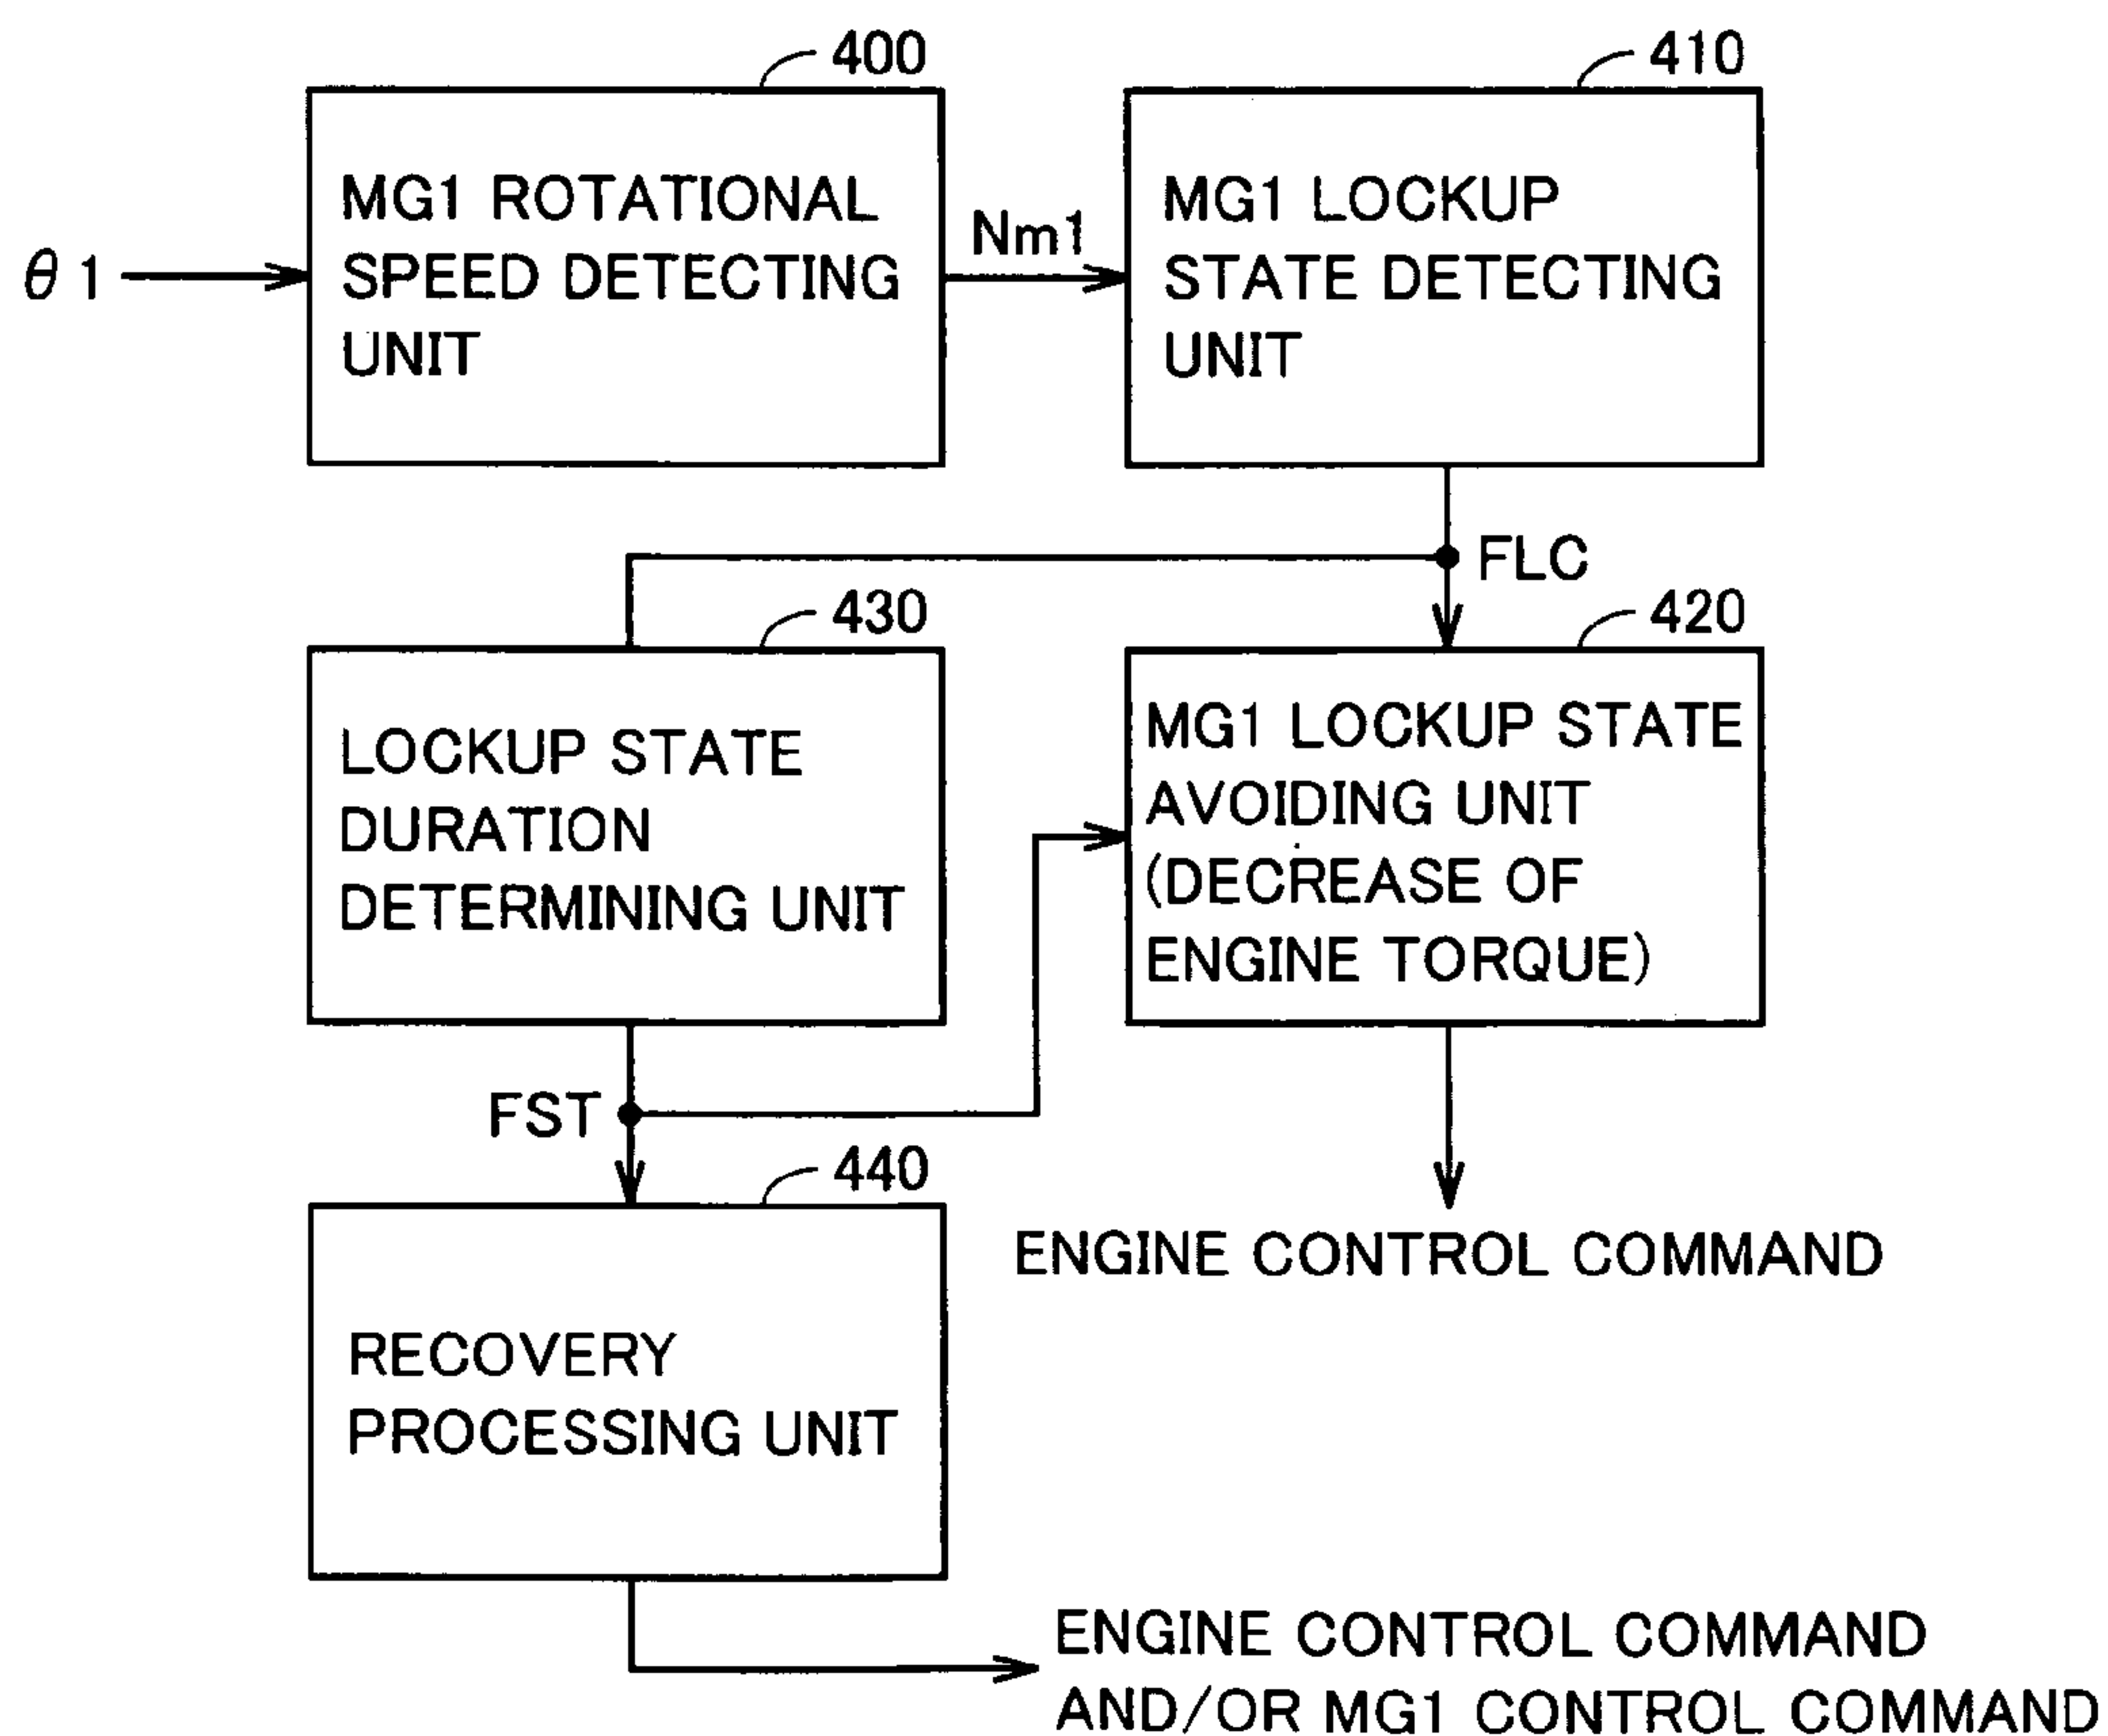 400
410
MG1 ROTATIONAL
SPEED DETECTING
UNIT
MG1 LOCKUP
STATE DETECTING
UNIT
θ1
Nm1
FLC
430
420
LOCKUP STATE
DURATION
DETERMINING UNIT
MG1 LOCKUP STATE
AVOIDING UNIT
(DECREASE OF
ENGINE TORQUE)
FST
440
ENGINE CONTROL COMMAND
RECOVERY
PROCESSING UNIT
ENGINE CONTROL COMMAND
AND/OR MG1 CONTROL COMMAND